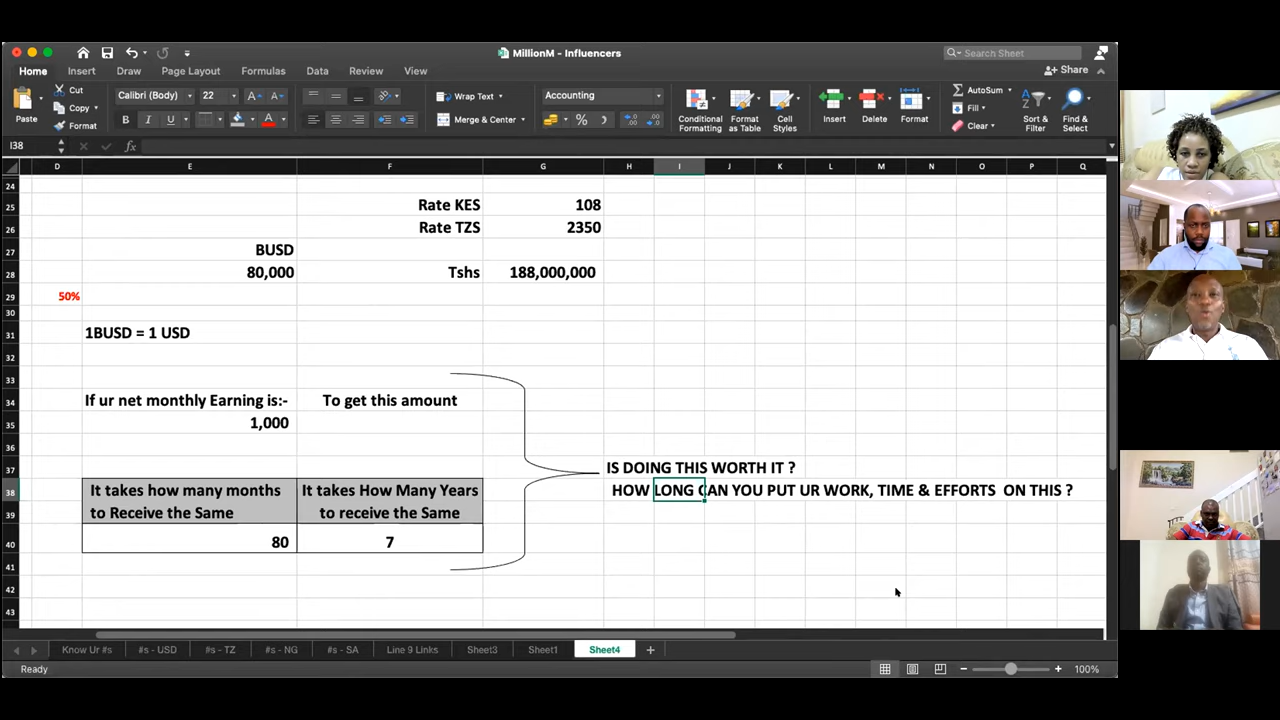 MillionM - Influencers
Search Sheet
Home Insert Draw Page Layout Formulas Data Review View
Share
Paste
Cut
Copy
Format
Calibri (Body) 22
A A
B I U A
Wrap Text
Merge & Center
Accounting
%
Conditional Formatting
Format as Table
Cell Styles
Insert
Delete
Format
AutoSum
Fill
Clear
Sort & Filter
Find & Select
I38 fx
D E F G H I J K L M N O P Q
24
25 Rate KES 108
26 Rate TZS 2350
27 BUSD
28 80,000 Tshs 188,000,000
29 50%
30
31 1BUSD = 1 USD
32
33
34 If ur net monthly Earning is:- To get this amount
35 1,000
36
37 IS DOING THIS WORTH IT ?
38 It takes how many months It takes How Many Years HOW LONG CAN YOU PUT UR WORK, TIME & EFFORTS ON THIS ?
39 to Receive the Same to receive the Same
40 80 7
41
42
43
Know Ur #s #s - USD #s - TZ #s - NG #s - SA Line 9 Links Sheet3 Sheet1 Sheet4 +
Ready
100%